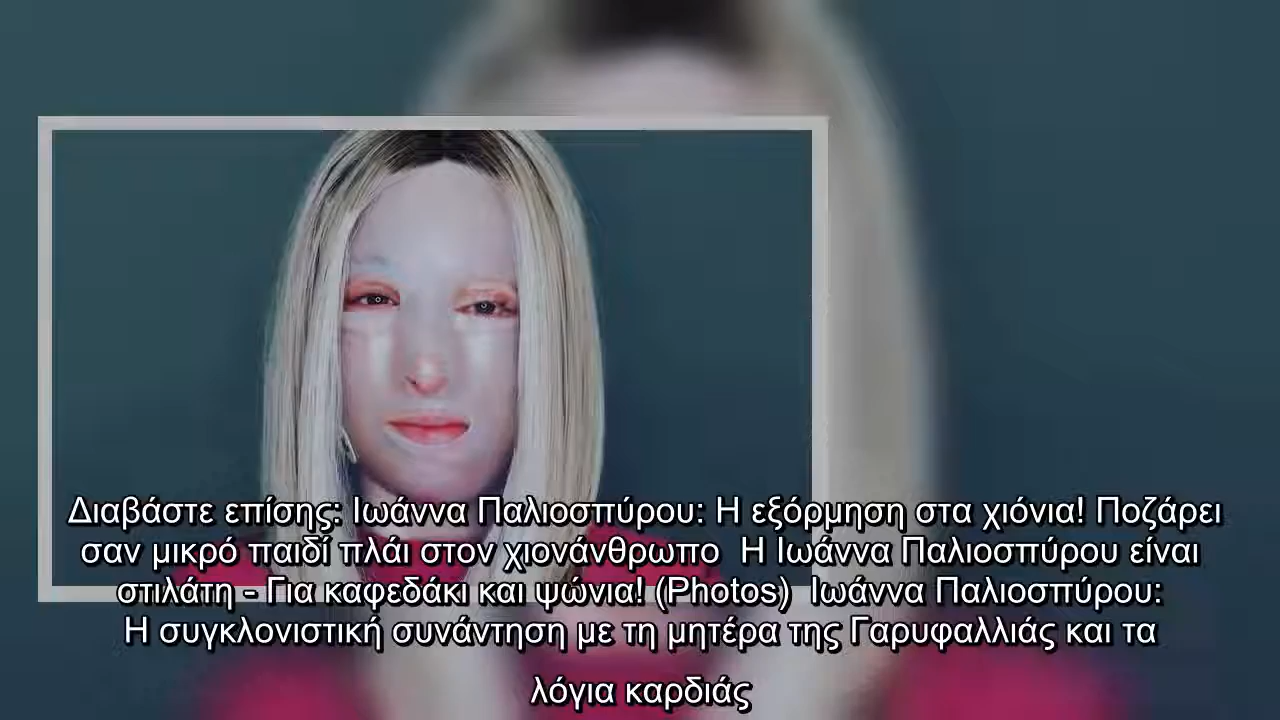 Διαβάστε επίσης: Ιωάννα Παλιοσπύρου: Η εξόρμηση στα χιόνια! Ποζάρει
σαν μικρό παιδί πλάι στον χιονάνθρωπο Η Ιωάννα Παλιοσπύρου είναι
στιλάτη - Για καφεδάκι και ψώνια! (Photos) Ιωάννα Παλιοσπύρου:
Η συγκλονιστική συνάντηση με τη μητέρα της Γαρυφαλλιάς και τα
λόγια καρδιάς